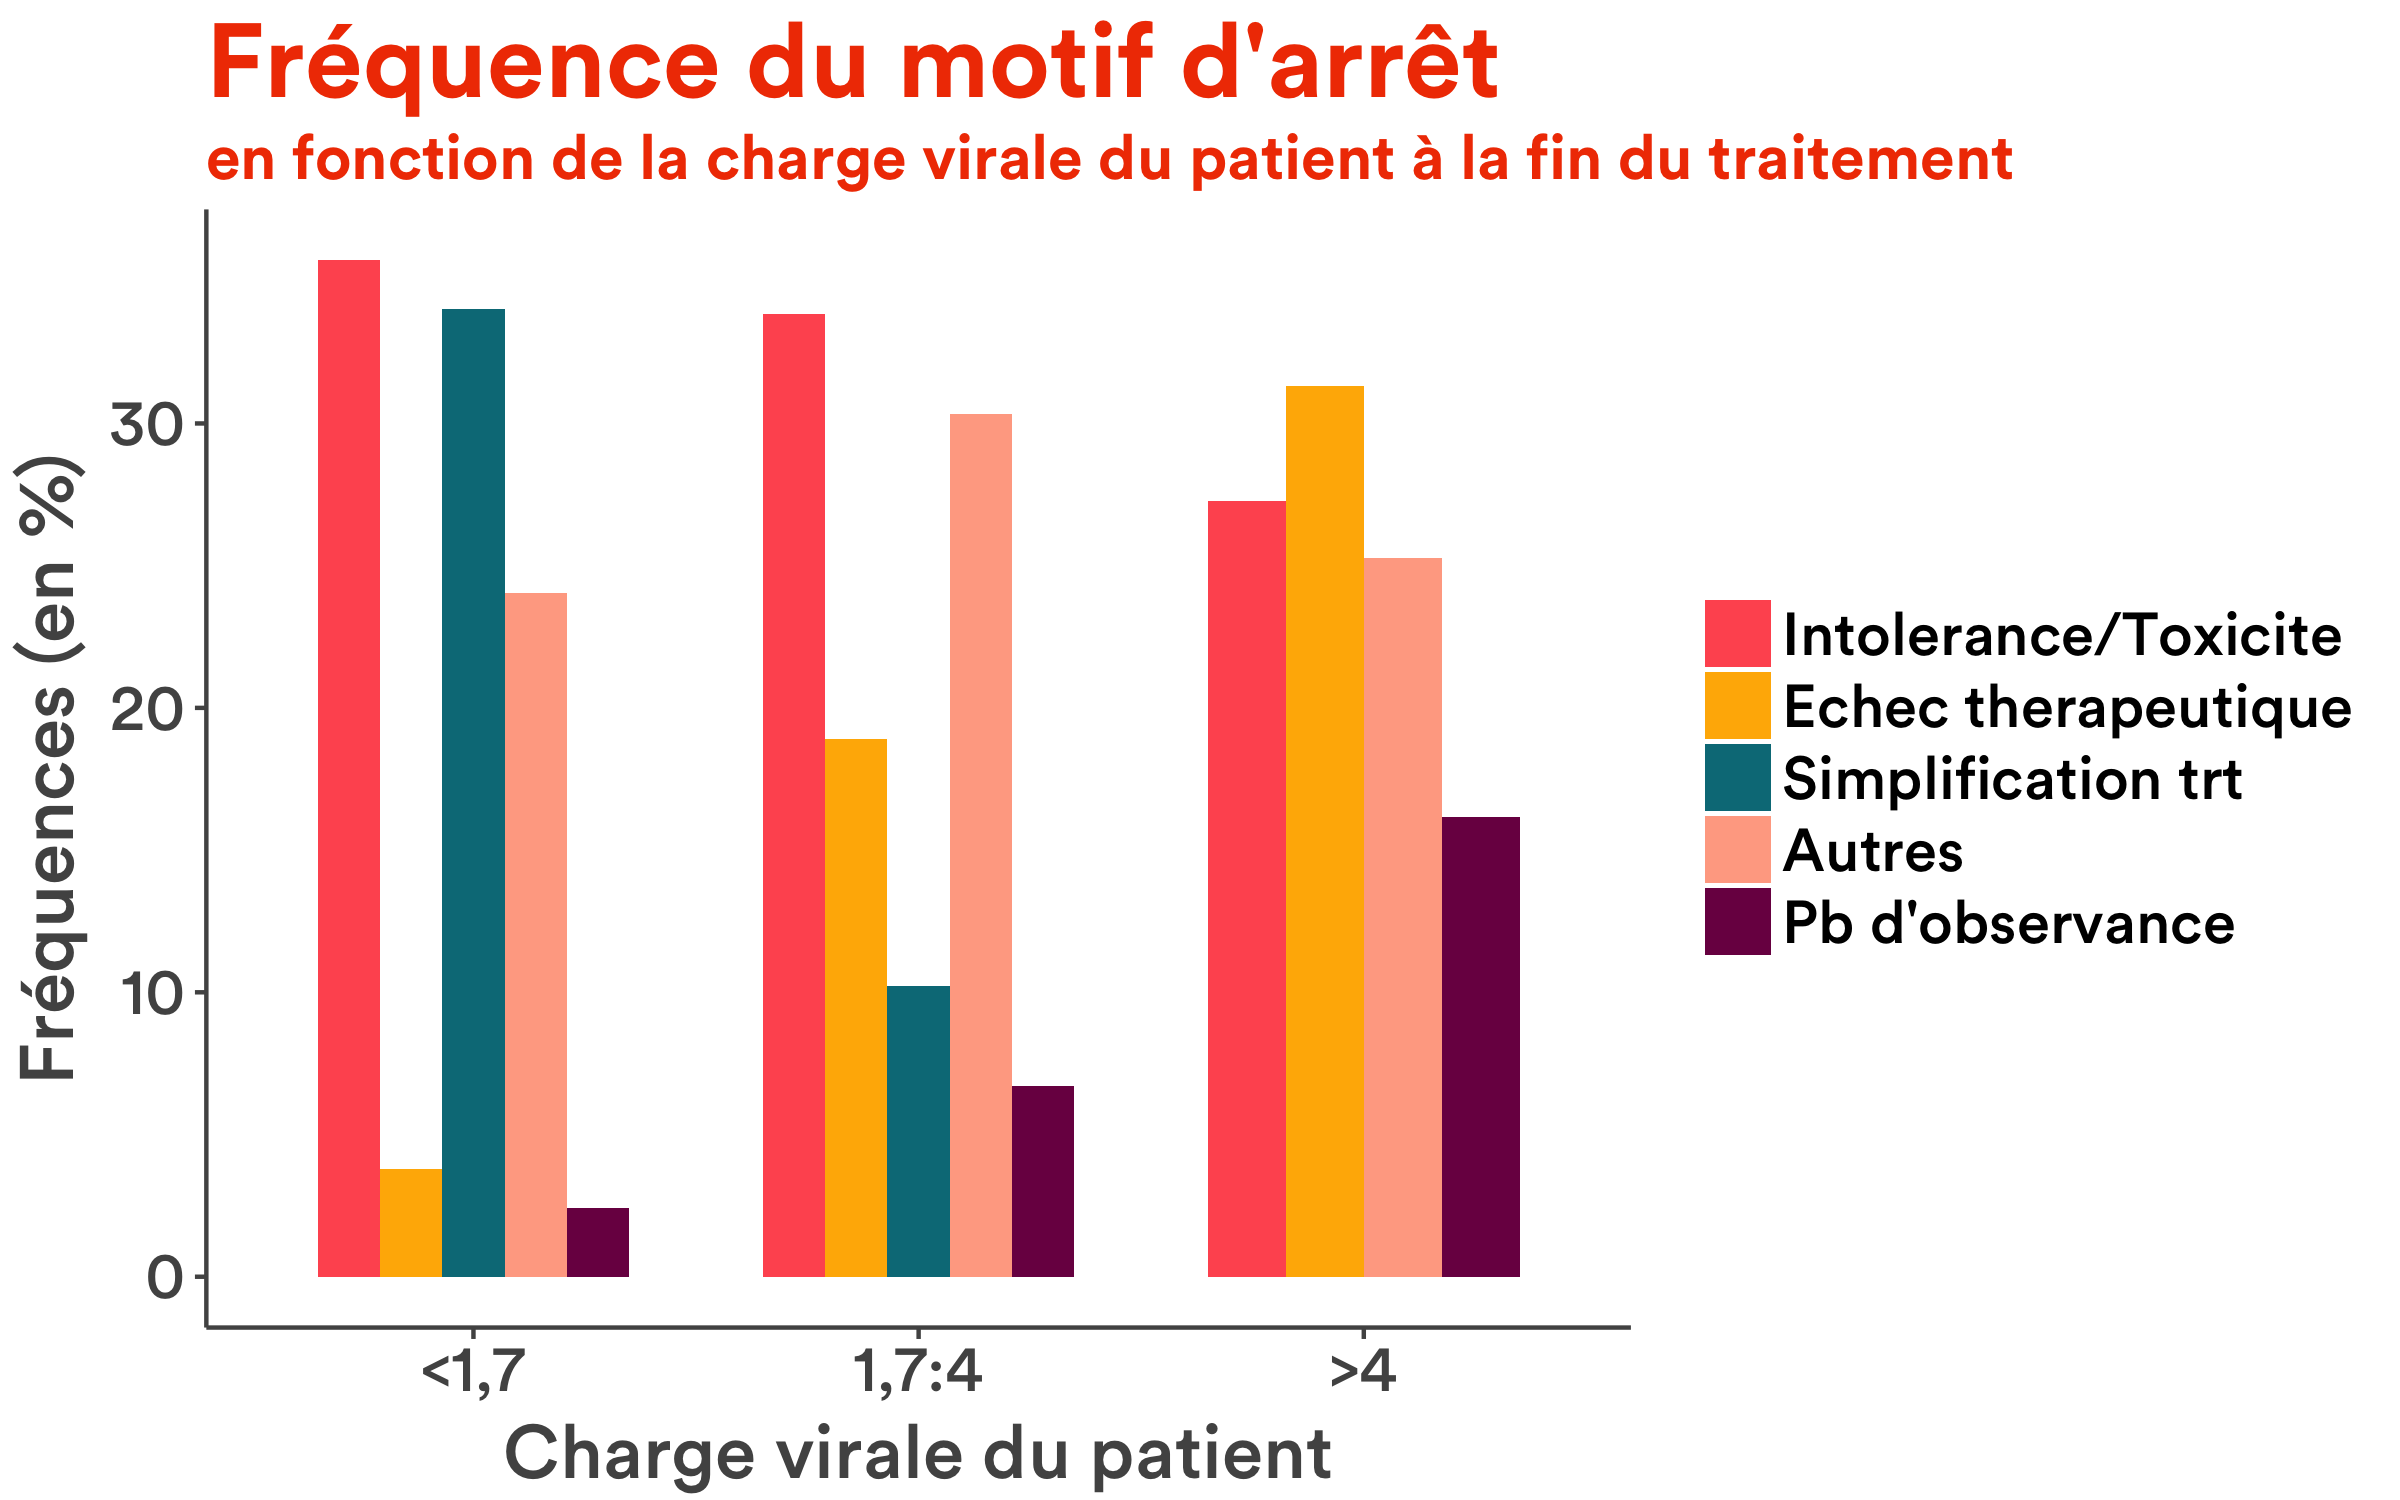 Fréquence du motif d'arrêt
en fonction de la charge virale du patient à la fin du traitement
Fréquences (en %)
30
20
10
0
<1,7
1,7:4
>4
Charge virale du patient
Intolerance/Toxicite
Echec therapeutique
Simplification trt
Autres
Pb d'observance